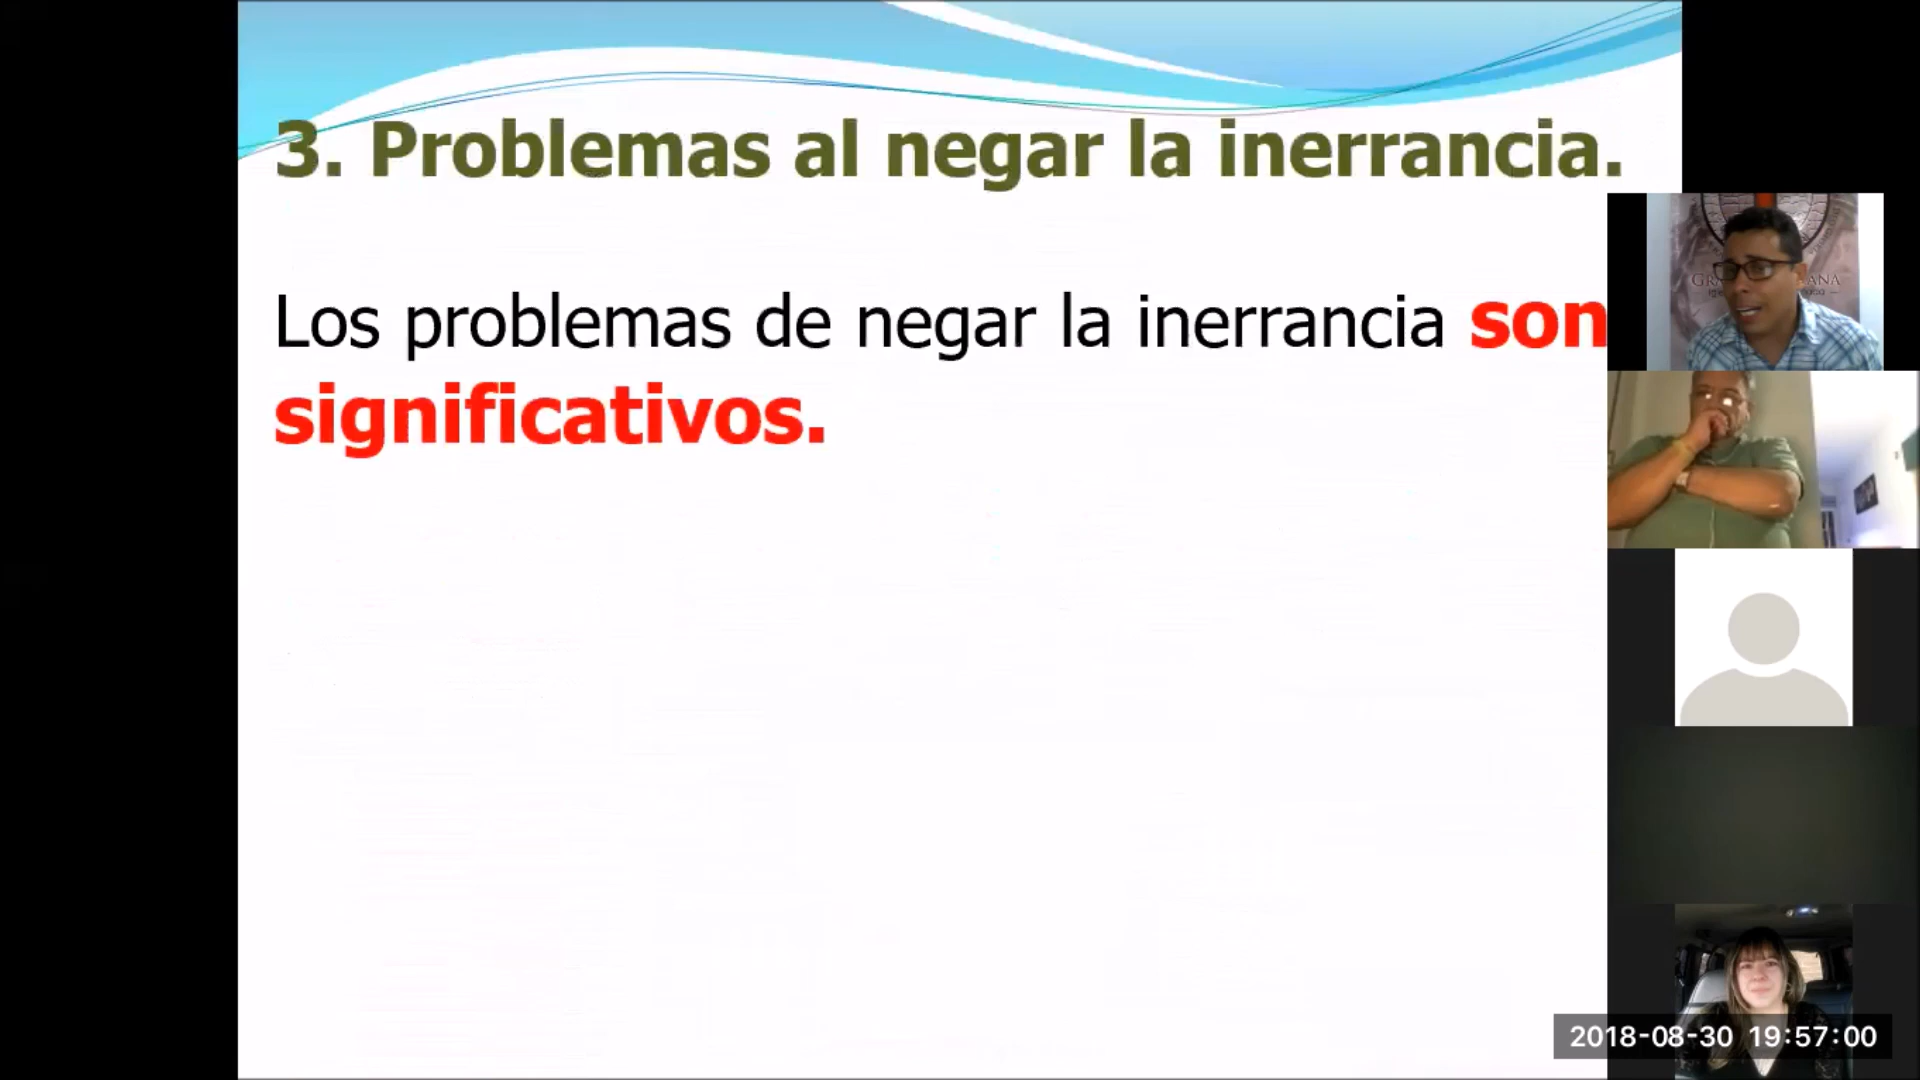 3. Problemas al negar la inerrancia.
Los problemas de negar la inerrancia son
significativos.
2018-08-30 19:57:00